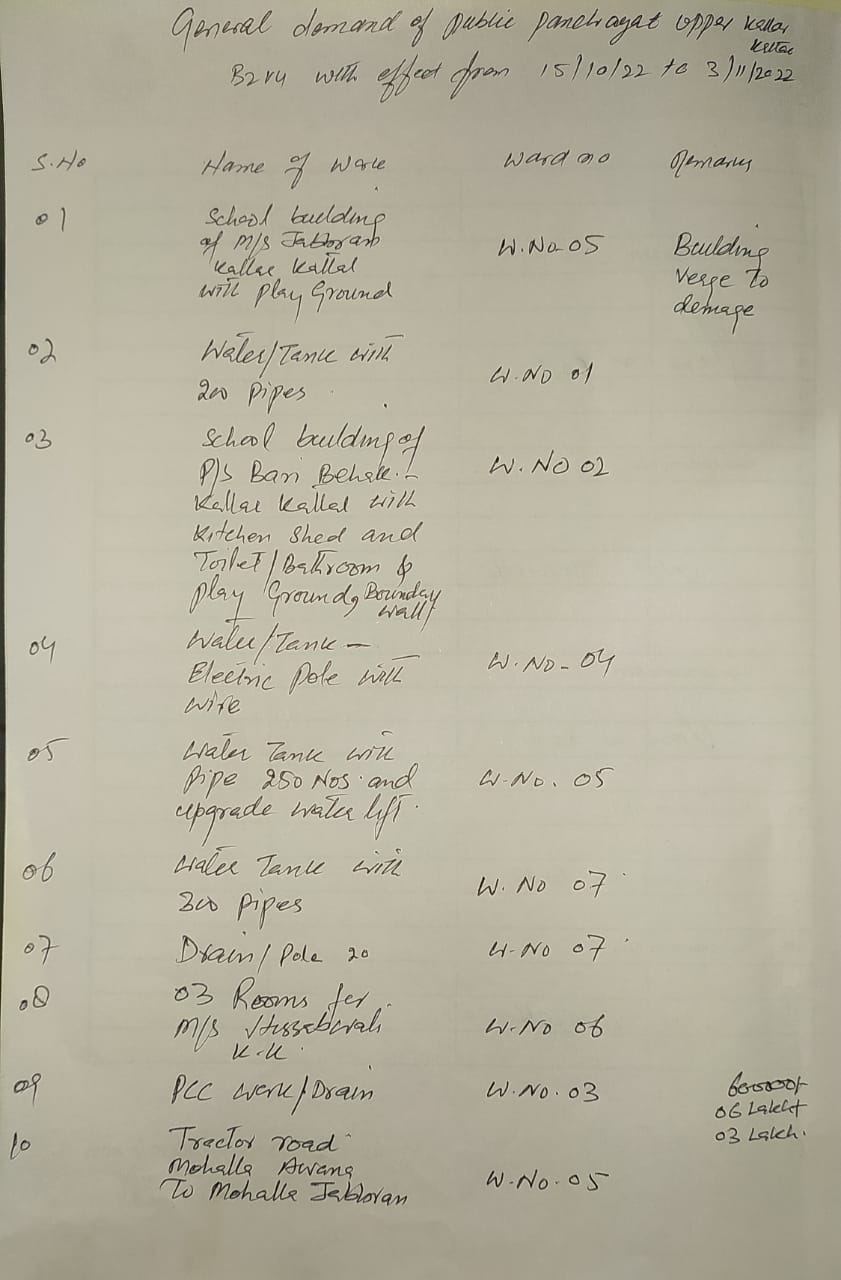 General demand of public panchayat upper Kallar
Kattal
B2V4 with effect from 15/10/22 to 3/11/2022
S.No Name of Work Ward no Remarks
01 School building
of M/S Jabloran W.No-05 Building
Kallar Kattal Verge To
with play Ground demage
02 Water/Tank with
200 pipes. W.NO 01
03 School building of
P/S Bari Behak - W.NO 02
Kallar Kattal with
Kitchen shed and
Toilet/Bathroom &
play Ground, Bounday
wall
04 Water/Tank -
Electric Pole with W.NO-04
wire
05 Water Tank with
pipe 250 Nos. and W-No. 05
upgrade water lift.
06 Water Tank with
300 pipes W.No 07
07 Drain/Pole 20 W-No 07
08 03 Rooms for
M/S W-No 06
K.K.
09 PCC work/Drain W.No.03 600000/-
06 Lakh
10 Tractor road 03 Lakh.
Mohalla Awana
To Mohalla Jabloran W-No.05